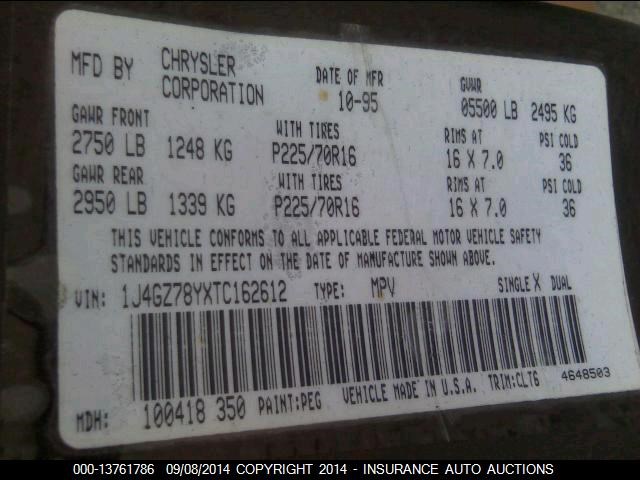 MFD BY CHRYSLER CORPORATION DATE OF MFR 10-95 GVWR 05500 LB 2495 KG
GAWR FRONT WITH TIRES RIMS AT PSI COLD
2750 LB 1248 KG P225/70R16 16 X 7.0 36
GAWR REAR WITH TIRES RIMS AT PSI COLD
2950 LB 1339 KG P225/70R16 16 X 7.0 36
THIS VEHICLE CONFORMS TO ALL APPLICABLE FEDERAL MOTOR VEHICLE SAFETY
STANDARDS IN EFFECT ON THE DATE OF MANUFACTURE SHOWN ABOVE.
VIN: 1J4GZ78YXTC162612 TYPE: MPV SINGLE X DUAL
MDH: 100418 350 PAINT:PEG VEHICLE MADE IN U.S.A. TRIM:CLT6 4648503
000-13761786 09/08/2014 COPYRIGHT 2014 - INSURANCE AUTO AUCTIONS